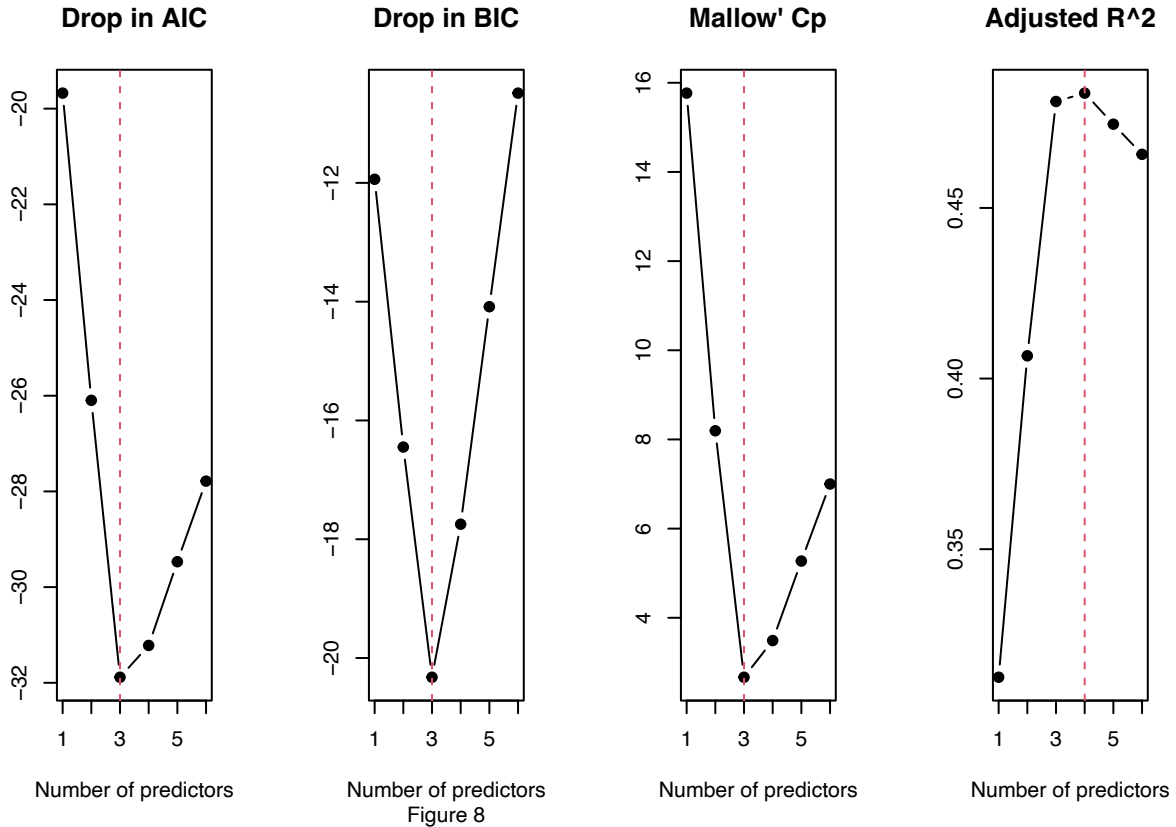 Drop in AIC
-20
-22
-24
-26
-28
-30
-32
1 3 5
Number of predictors
Drop in BIC
-12
-14
-16
-18
-20
1 3 5
Number of predictors
Figure 8
Mallow' Cp
16
14
12
10
8
6
4
1 3 5
Number of predictors
Adjusted R^2
0.45
0.40
0.35
1 3 5
Number of predictors